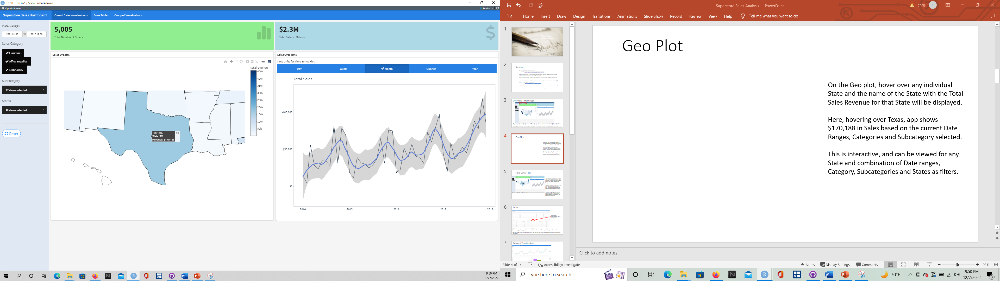 127.0.0.1:63720/?view=rmarkdown
Open in Browser
Publish
Superstore Sales Dashboard
Overall Sales Visualizations
Sales Tables
Grouped Visualizations
Date Ranges
2014-01-03 to 2017-12-30
Sales Category
Furniture
Office Supplies
Technology
Subcategory
17 items selected
States
48 items selected
Reset
5,005
Total Number of Orders
$2.3M
Total Sales in Millions
Sales By State
totalrevenue
450k
400k
350k
300k
250k
200k
150k
100k
50k
170.188k
State: TX
Revenue: $170,188
TX
Sales Over Time
Time Units for Time Series Plot
Day
Week
Month
Quarter
Year
Total Sales
$100,000
$50,000
$0
2014
2015
2016
2017
2018
9:50 PM
12/7/2022
Superstore Sales Analysis - PowerPoint
chris
C
File
Home
Insert
Draw
Design
Transitions
Animations
Slide Show
Record
Review
View
Help
Tell me what you want to do
1
2
Summary
3
Overview – Main Page
4
Geo Plot
5
Time Series Plot
6
Tables
7
Grouped Visualizations
Geo Plot
On the Geo plot, hover over any individual
State and the name of the State with the Total
Sales Revenue for that State will be displayed.
Here, hovering over Texas, app shows
$170,188 in Sales based on the current Date
Ranges, Categories and Subcategory selected.
This is interactive, and can be viewed for any
State and combination of Date ranges,
Category, Subcategories and States as filters.
Click to add notes
Slide 4 of 14
Accessibility: Investigate
Notes
Display Settings
Comments
93%
Type here to search
70°F
9:50 PM
12/7/2022
3